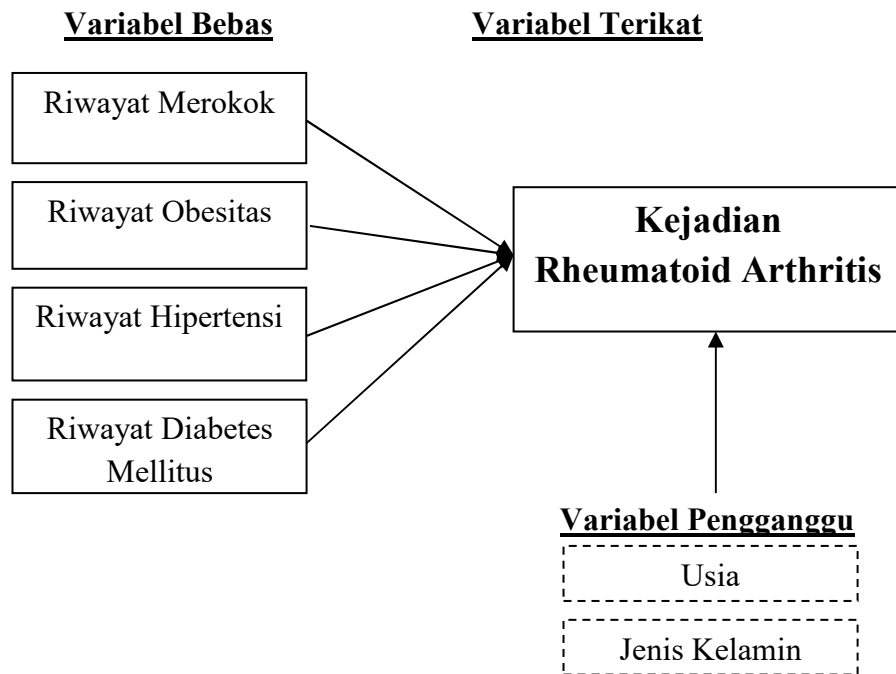 Variabel Bebas
Variabel Terikat
Riwayat Merokok
Riwayat Obesitas
Riwayat Hipertensi
Riwayat Diabetes
Mellitus
Kejadian
Rheumatoid Arthritis
Variabel Pengganggu
Usia
Jenis Kelamin